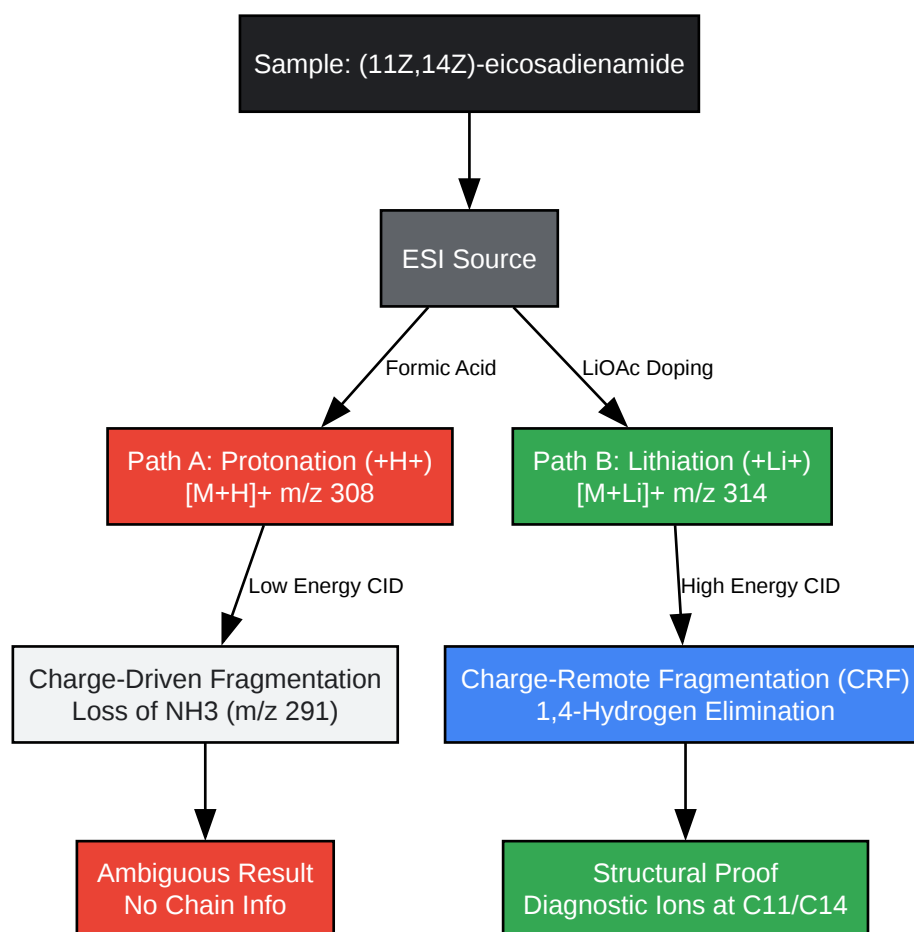 Sample: (11Z,14Z)-eicosadienamide
ESI Source
Formic Acid
LiOAc Doping
Path A: Protonation (+H+)
[M+H]+ m/z 308
Path B: Lithiation (+Li+)
[M+Li]+ m/z 314
Low Energy CID
High Energy CID
Charge-Driven Fragmentation
Loss of NH3 (m/z 291)
Charge-Remote Fragmentation (CRF)
1,4-Hydrogen Elimination
Ambiguous Result
No Chain Info
Structural Proof
Diagnostic Ions at C11/C14